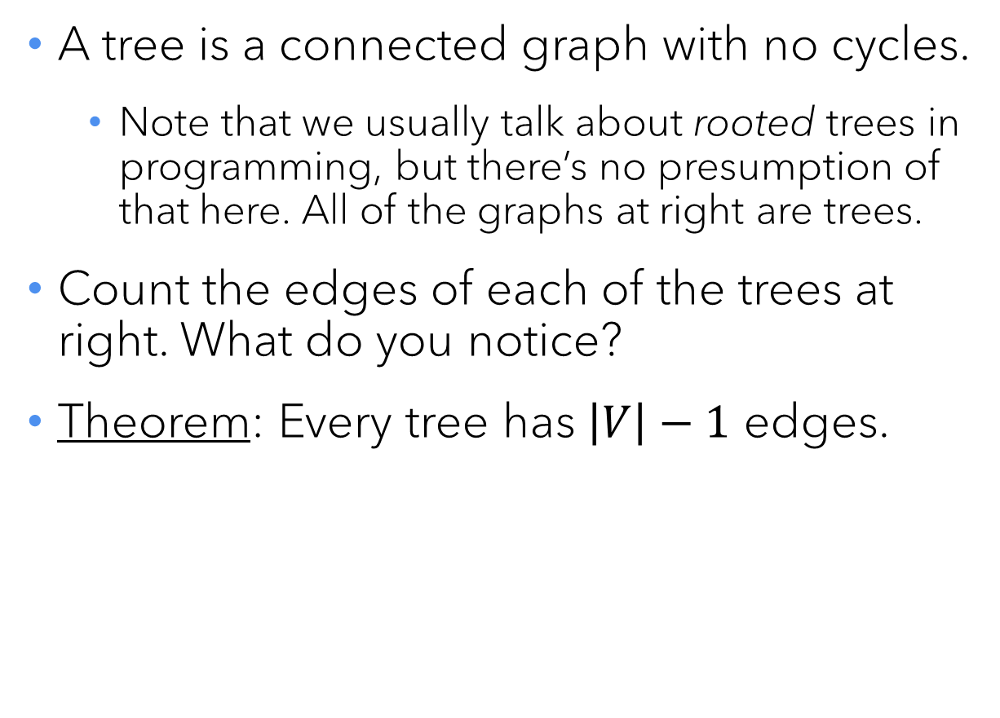 • A tree is a connected graph with no cycles.
• Note that we usually talk about rooted trees in
programming, but there’s no presumption of
that here. All of the graphs at right are trees.
• Count the edges of each of the trees at
right. What do you notice?
• Theorem: Every tree has |V| − 1 edges.